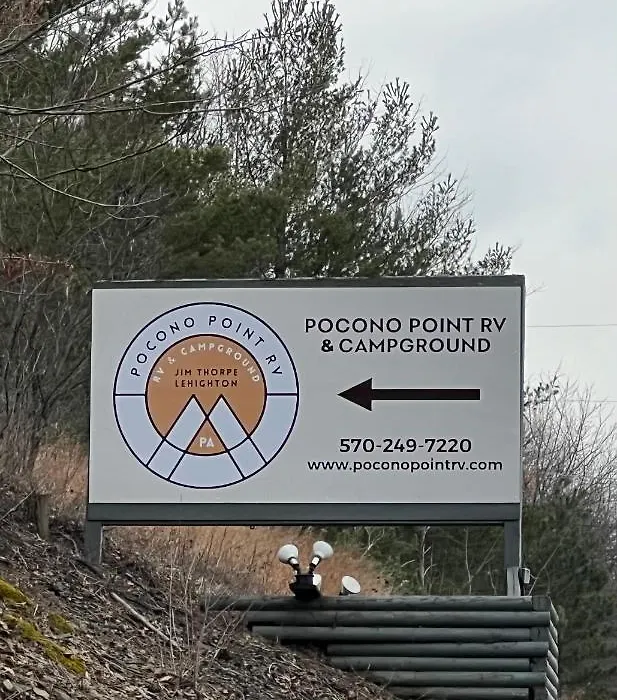 POCONO POINT RV
RV & CAMPGROUND
JIM THORPE
LEHIGHTON
PA
POCONO POINT RV
& CAMPGROUND
570-249-7220
www.poconopointrv.com